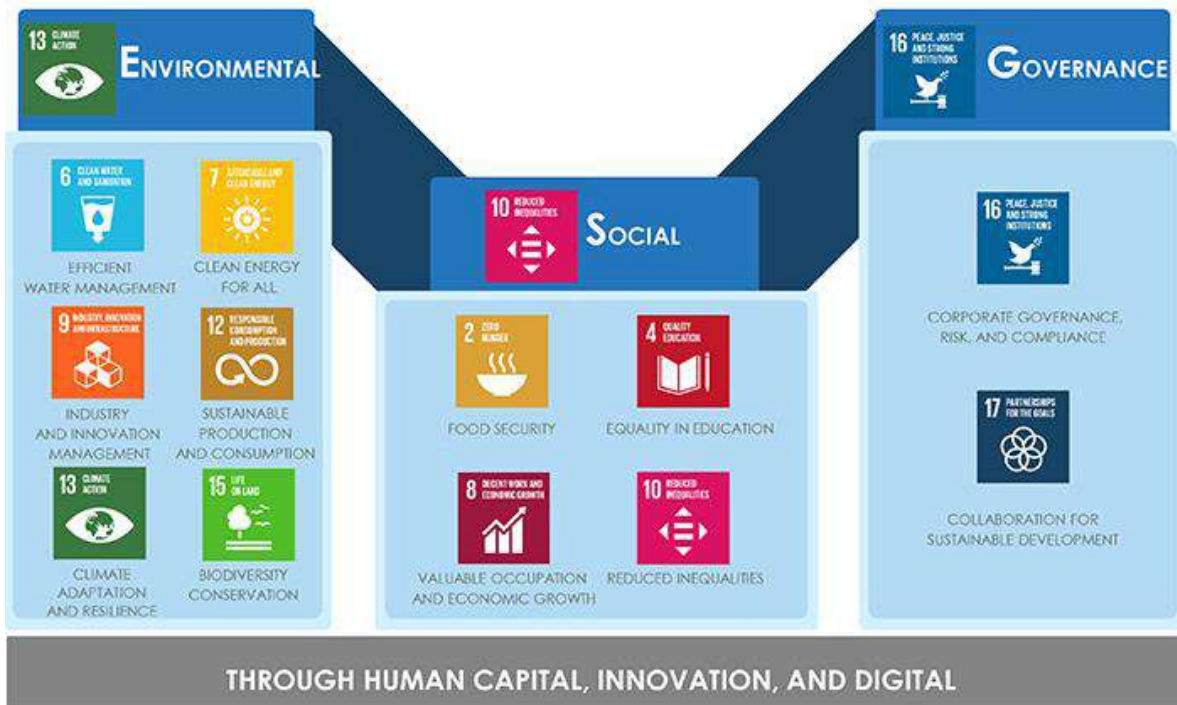 13 CLIMATE
ACTION
ENVIRONMENTAL
6 CLEAN WATER
AND SANITATION
EFFICIENT
WATER MANAGEMENT
7 AFFORDABLE AND
CLEAN ENERGY
CLEAN ENERGY
FOR ALL
9 INDUSTRY, INNOVATION
AND INFRASTRUCTURE
INDUSTRY
AND INNOVATION
MANAGEMENT
12 RESPONSIBLE
CONSUMPTION
AND PRODUCTION
SUSTAINABLE
PRODUCTION
AND CONSUMPTION
13 CLIMATE
ACTION
CLIMATE
ADAPTATION
AND RESILIENCE
15 LIFE
ON LAND
BIODIVERSITY
CONSERVATION
10 REDUCED
INEQUALITIES
SOCIAL
2 ZERO
HUNGER
FOOD SECURITY
4 QUALITY
EDUCATION
EQUALITY IN EDUCATION
8 DECENT WORK AND
ECONOMIC GROWTH
VALUABLE OCCUPATION
AND ECONOMIC GROWTH
10 REDUCED
INEQUALITIES
REDUCED INEQUALITIES
16 PEACE, JUSTICE
AND STRONG
INSTITUTIONS
GOVERNANCE
16 PEACE, JUSTICE
AND STRONG
INSTITUTIONS
CORPORATE GOVERNANCE,
RISK, AND COMPLIANCE
17 PARTNERSHIPS
FOR THE GOALS
COLLABORATION FOR
SUSTAINABLE DEVELOPMENT
THROUGH HUMAN CAPITAL, INNOVATION, AND DIGITAL